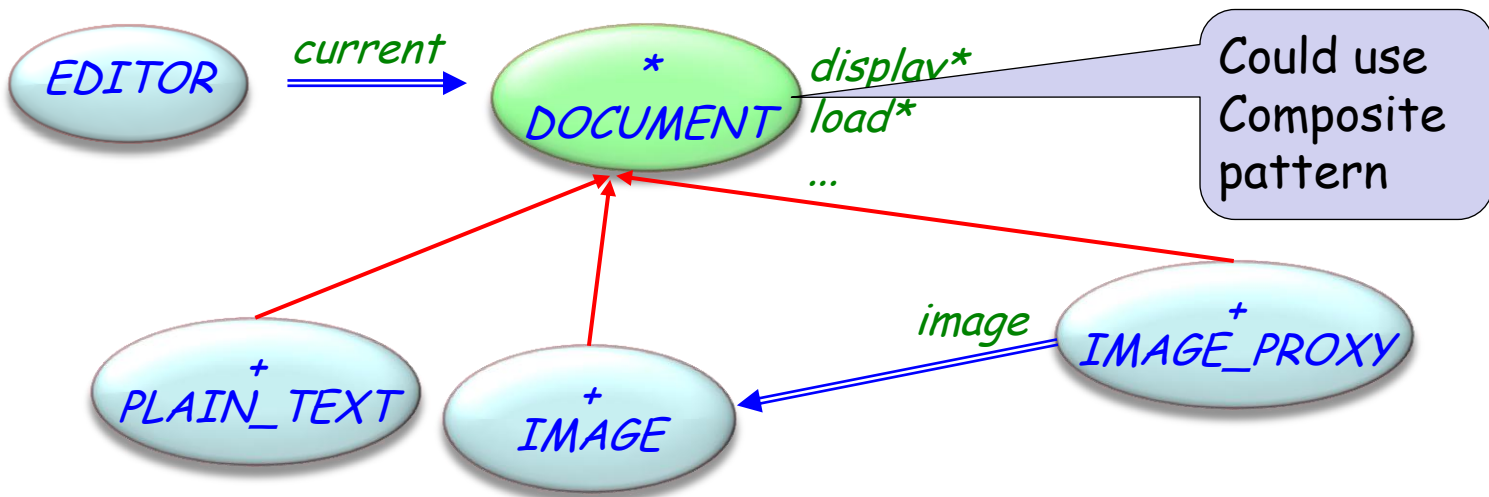 EDITOR
current
*
DOCUMENT
display*
load*
...
Could use
Composite
pattern
+
PLAIN_TEXT
+
IMAGE
image
+
IMAGE_PROXY